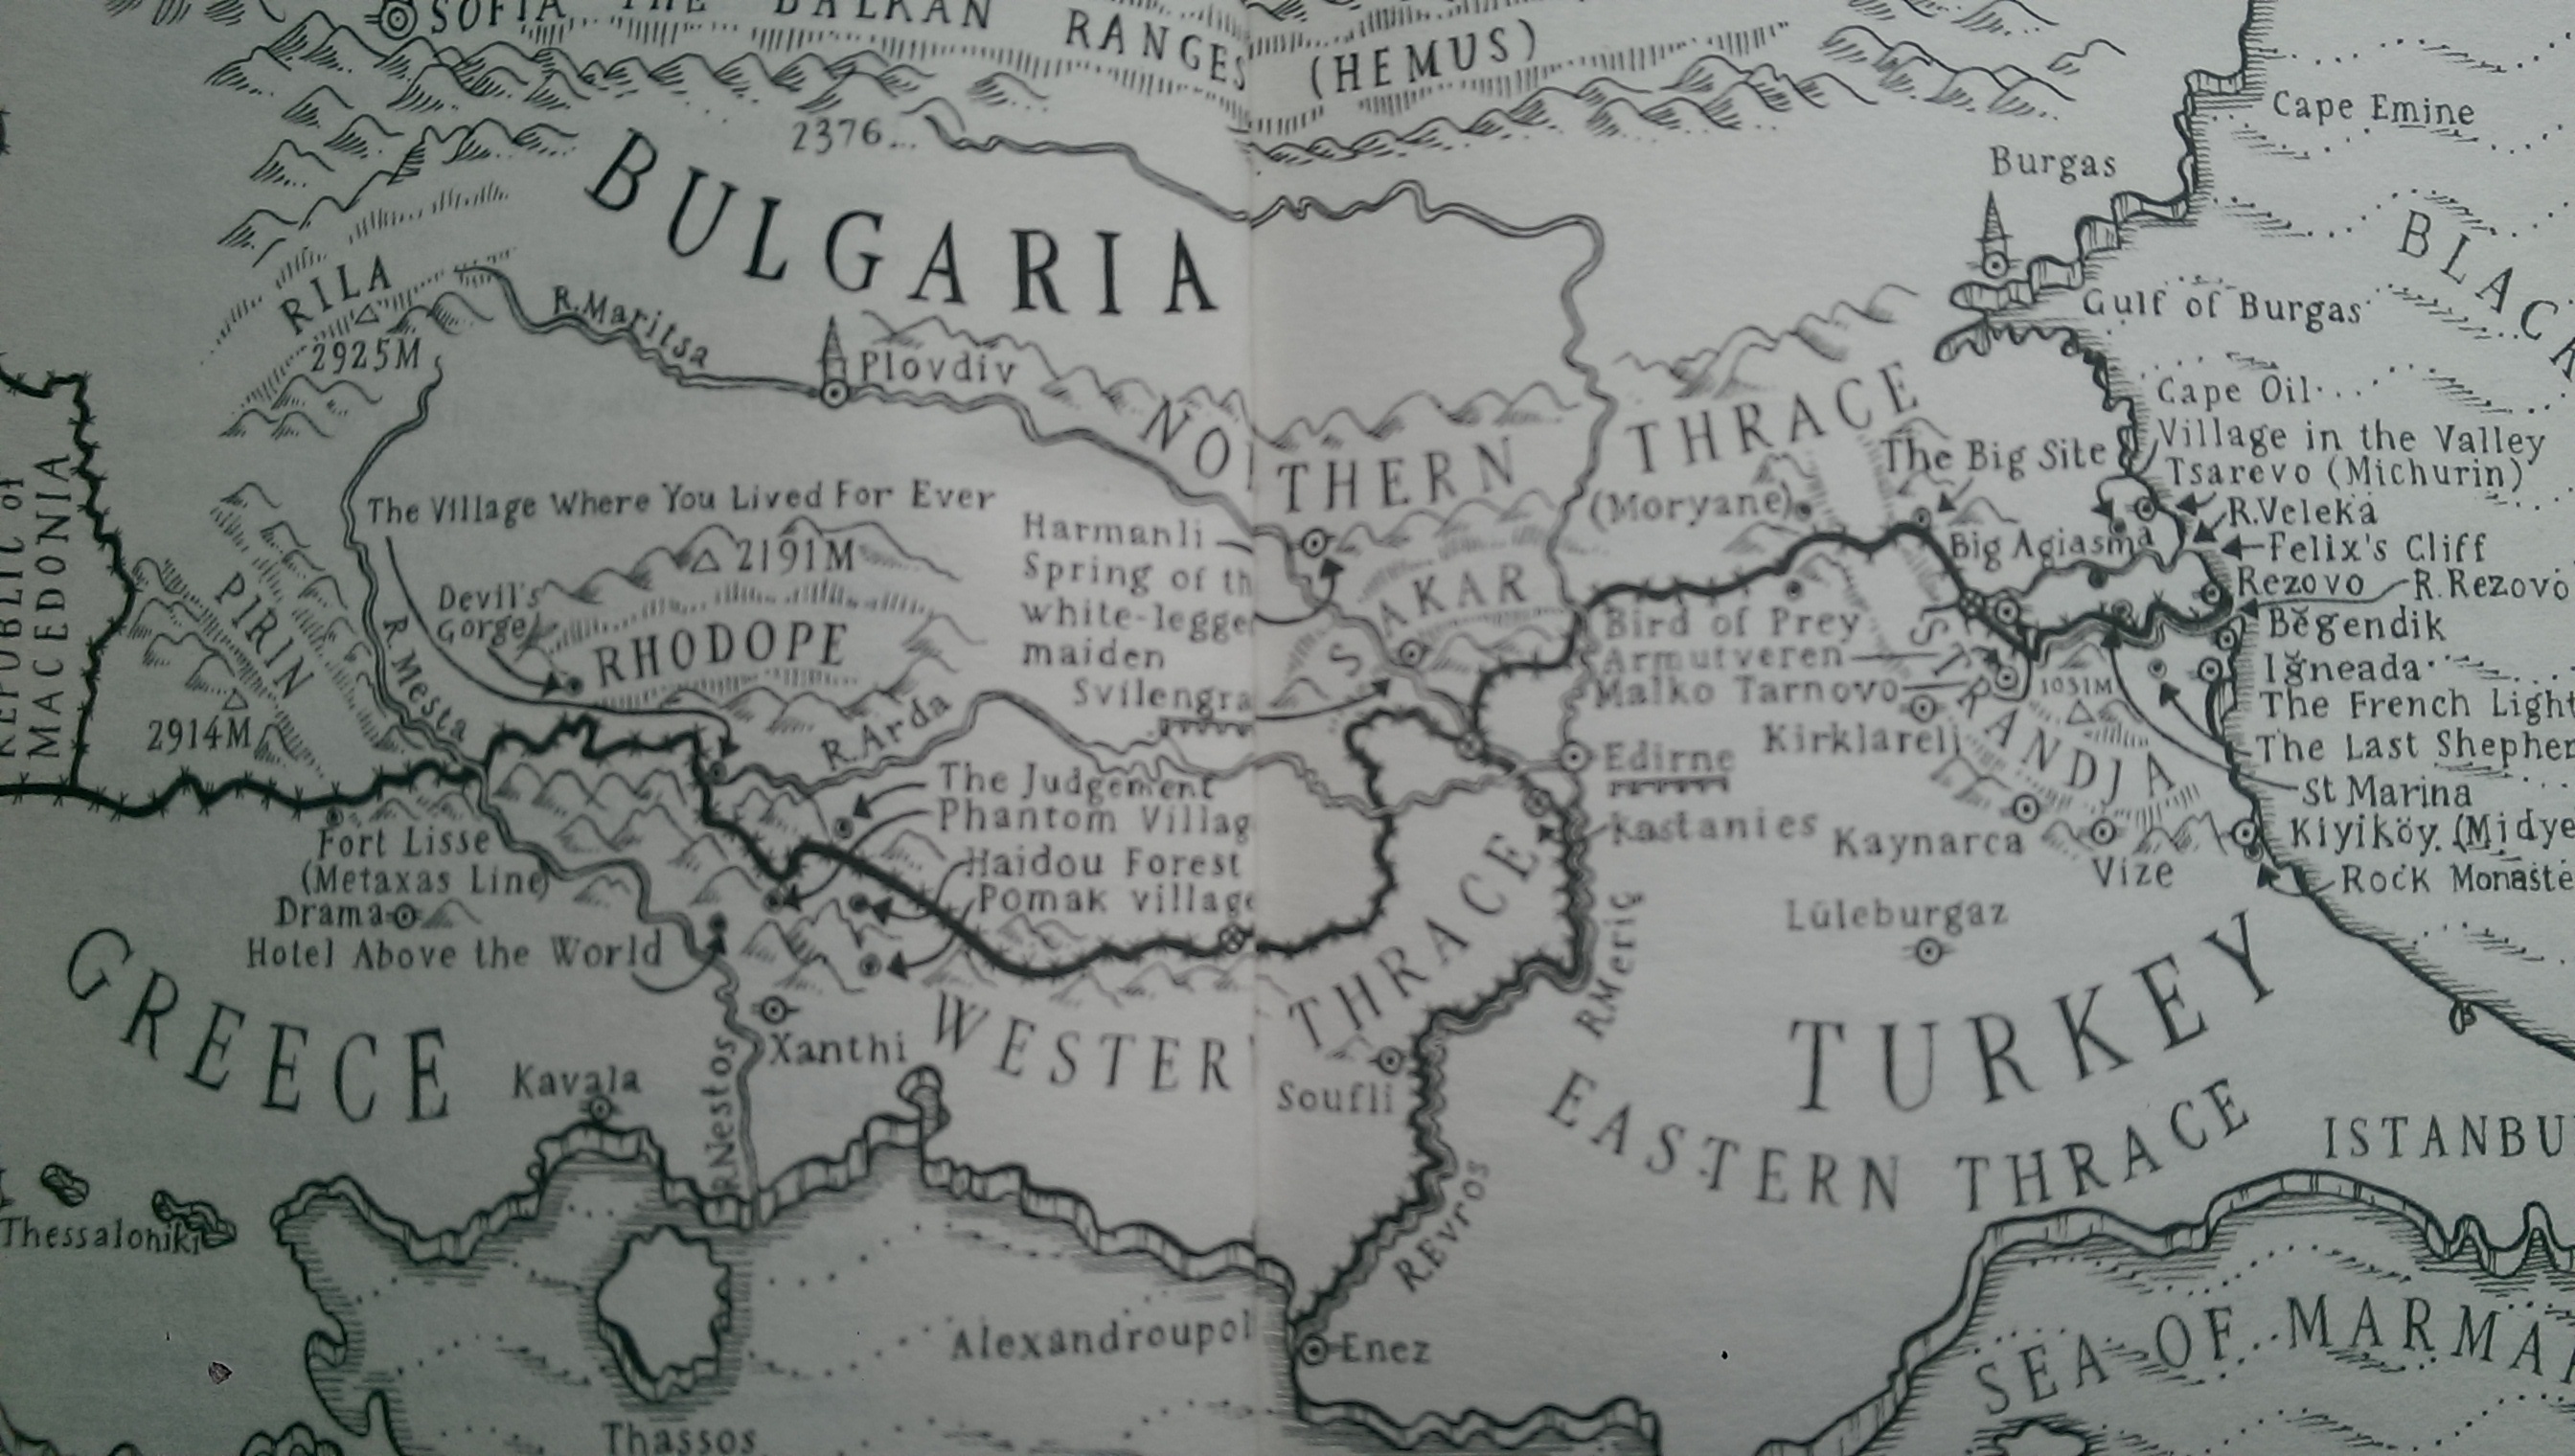 SOFIA THE BALKAN RANGES
(HEMUS)
Cape Emine
2376...
Burgas
BULGARIA
BLACK
RILA
2925M
R.Maritsa
Plovdiv
Gulf of Burgas
NO THERN THRACE
Cape Oil
Village in the Valley
Tsarevo (Michurin)
R.Veleka
Felix's Cliff
Rezovo
R.Rezovo
Běgendik
Iğneada
The French Light
The Last Shepher
St Marina
Kiyiköy (Midye
Rock Monaste
The Big Site
(Moryane)
Big Agiasma
REPUBLIC of
MACEDONIA
The Village Where You Lived For Ever
Harmanli
Spring of th
white-legge
maiden
Svilengra
SAKAR
2191M
Devil's
Gorge
RHODOPE
PIRIN
2914M
R.Mesta
R.Arda
Bird of Prey
Armutveren
Malko Tarnovo
STRANDJA
1031M
Kirklareli
Edirne
Kastanies
Kaynarca
Vize
Lüleburgaz
The Judgement
Phantom Villag
Haidou Forest
Pomak village
Fort Lisse
(Metaxas Line)
Drama
Hotel Above the World
GREECE
Xanthi
WESTER THRACE
R.Meriç
TURKEY
Kavala
R.Nestos
Soufli
EASTERN THRACE
ISTANBU
Thessaloniki
R.Evros
Alexandroupol
Enez
SEA OF MARMA
Thassos